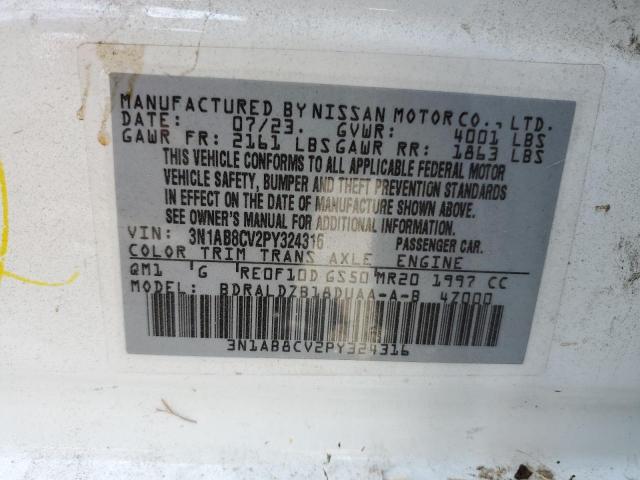 MANUFACTURED BY NISSAN MOTOR CO., LTD.
DATE: 07/23. GVWR: 4001 LBS
GAWR FR: 2161 LBS GAWR RR: 1863 LBS
THIS VEHICLE CONFORMS TO ALL APPLICABLE FEDERAL MOTOR
VEHICLE SAFETY, BUMPER AND THEFT PREVENTION STANDARDS
IN EFFECT ON THE DATE OF MANUFACTURE SHOWN ABOVE.
SEE OWNER'S MANUAL FOR ADDITIONAL INFORMATION.
VIN: 3N1AB8CV2PY324316 PASSENGER CAR.
COLOR TRIM TRANS AXLE ENGINE
QM1 G RE0F10D GS50 MR20 1997 CC
MODEL: BDRALDZB18DUAA-A-B 4Z000
3N1AB8CV2PY324316